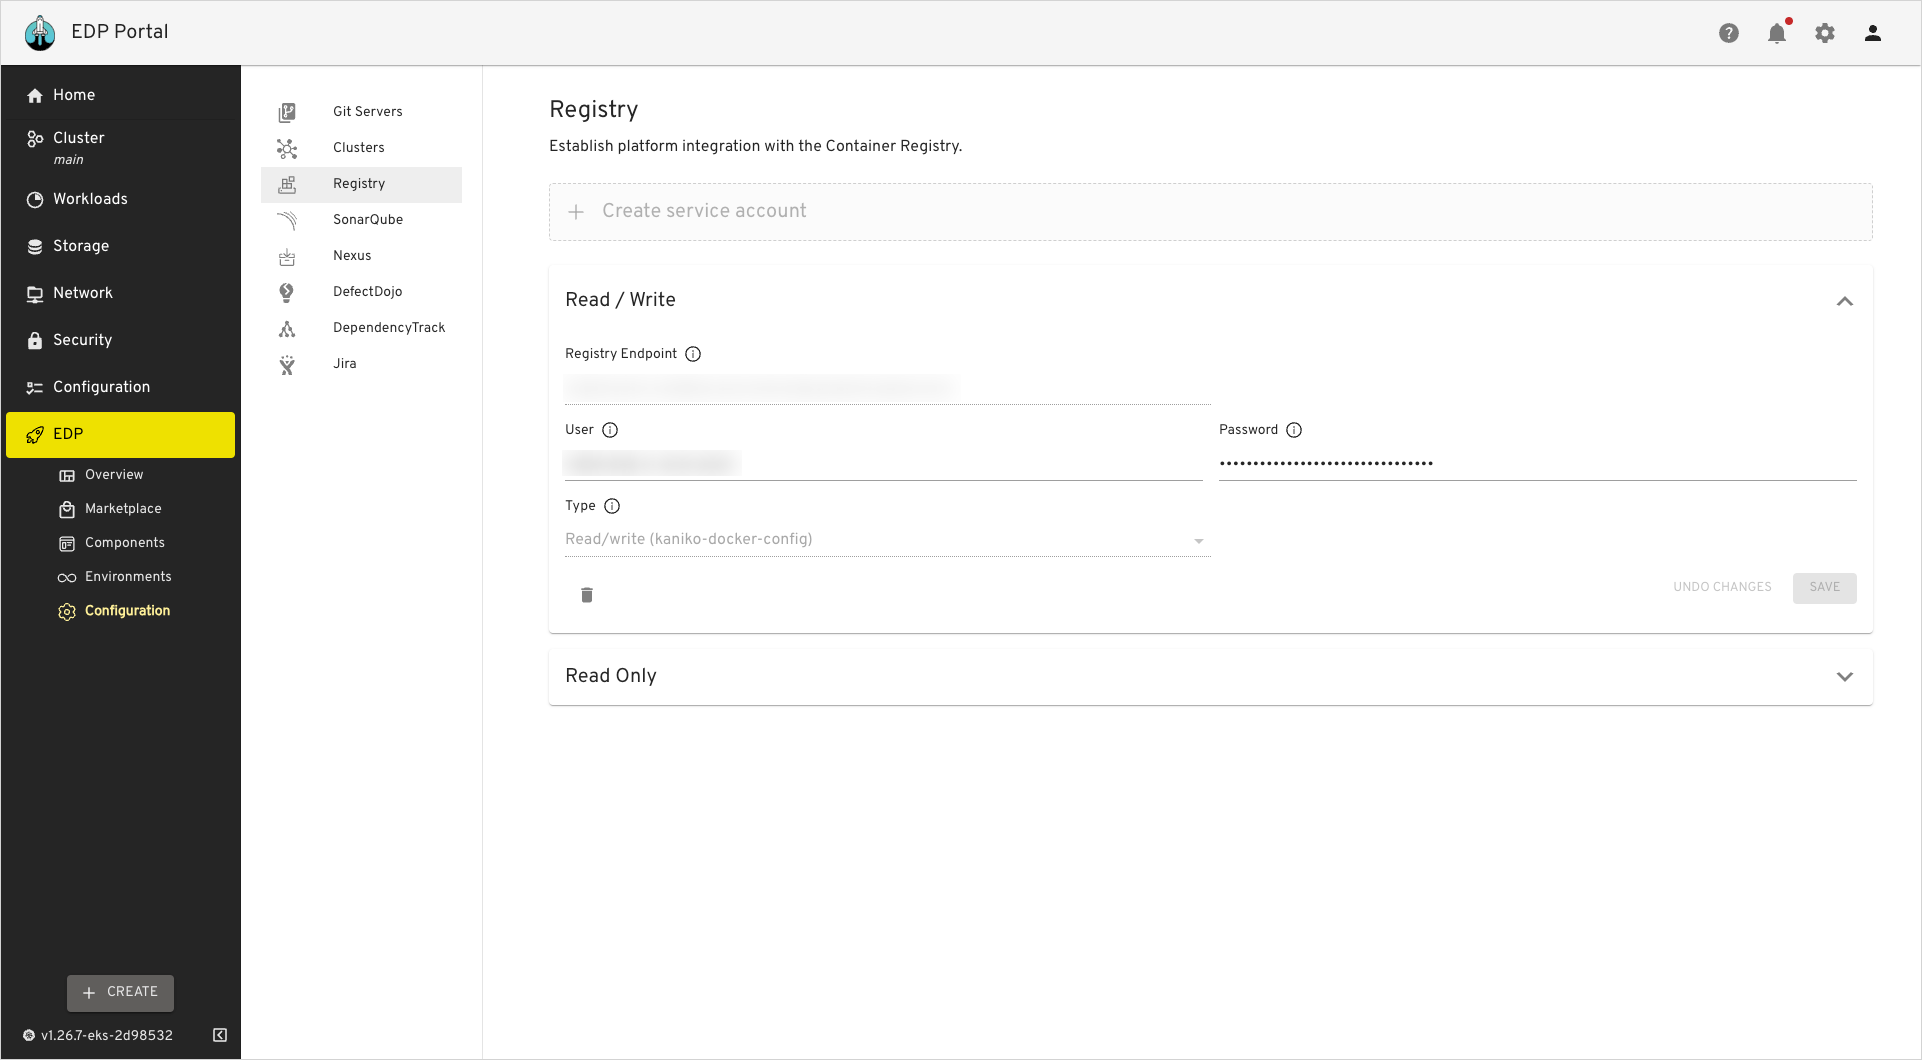 EDP Portal
Home
Cluster
main
Workloads
Storage
Network
Security
Configuration
EDP
Overview
Marketplace
Components
Environments
Configuration
CREATE
v1.26.7-eks-2d98532
Git Servers
Clusters
Registry
SonarQube
Nexus
DefectDojo
DependencyTrack
Jira
Registry
Establish platform integration with the Container Registry.
Create service account
Read / Write
Registry Endpoint
User
Password
••••••••••••••••••••••••••••••••
Type
Read/write (kaniko-docker-config)
UNDO CHANGES
SAVE
Read Only